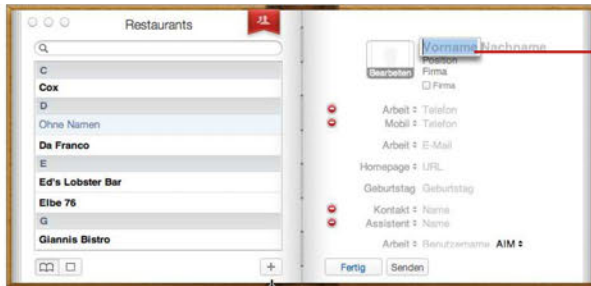 Restaurants
C
Cox
D
Ohne Namen
Da Franco
E
Ed's Lobster Bar
Elbe 76
G
Giannis Bistro
Vorname Nachname
Position
Firma
Firma
Bearbeiten
Arbeit Telefon
Mobil Telefon
Arbeit E-Mail
Homepage URL
Geburtstag Geburtstag
Kontakt Name
Assistent Name
Arbeit Benutzername AIM
Fertig Senden